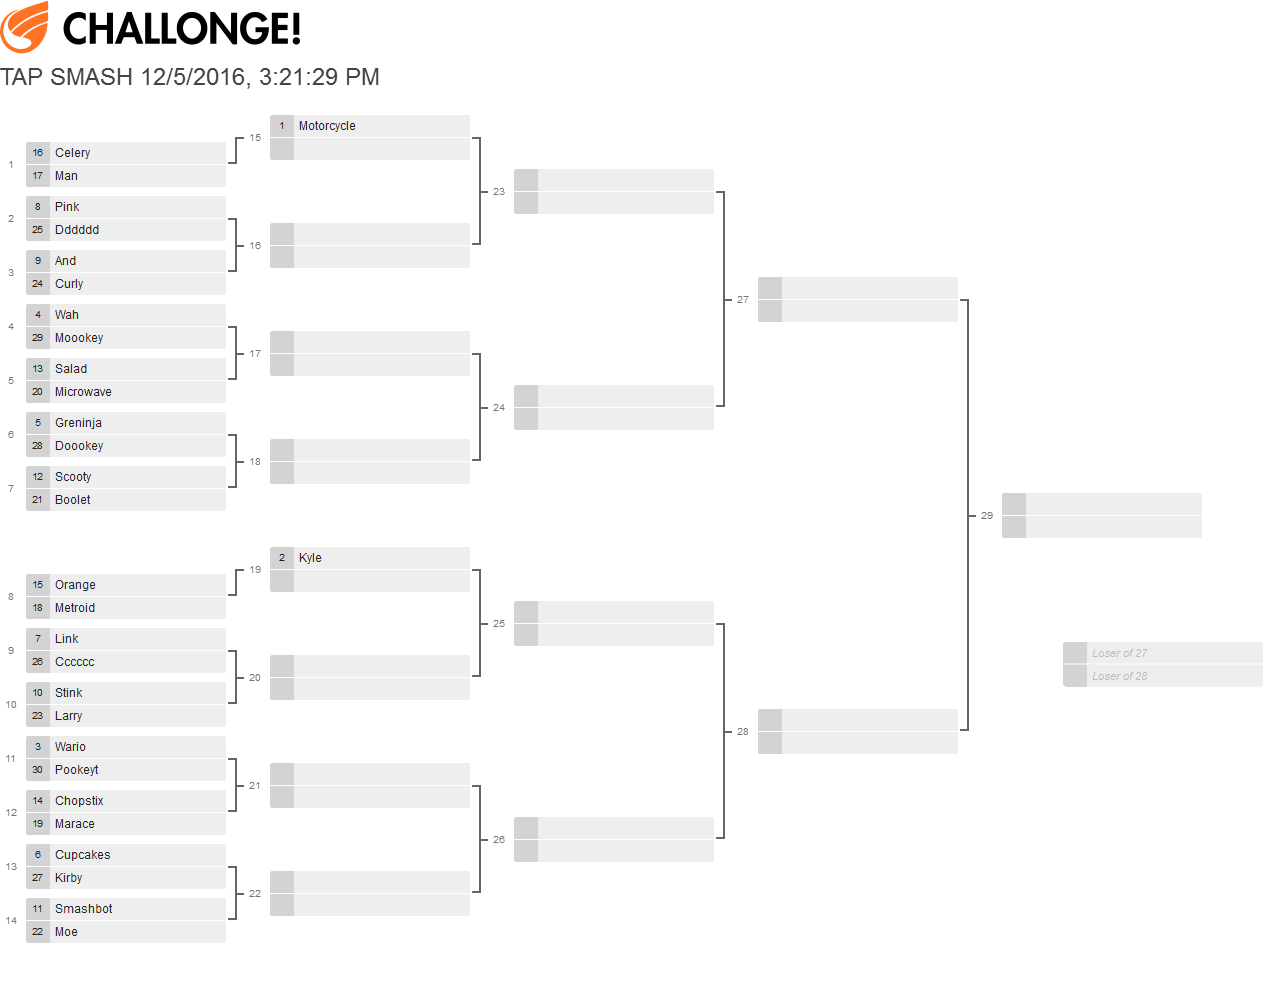 CHALLONGE!
TAP SMASH 12/5/2016, 3:21:29 PM
1
16 Celery
17 Man
2
8 Pink
25 Dddddd
3
9 And
24 Curly
4
4 Wah
29 Moookey
5
13 Salad
20 Microwave
6
5 Greninja
28 Doookey
7
12 Scooty
21 Boolet
8
15 Orange
18 Metroid
9
7 Link
26 Cccccc
10
10 Stink
23 Larry
11
3 Wario
30 Pookeyt
12
14 Chopstix
19 Marace
13
6 Cupcakes
27 Kirby
14
11 Smashbot
22 Moe
15
1 Motorcycle
16
17
18
19
2 Kyle
20
21
22
23
24
25
26
27
28
29
Loser of 27
Loser of 28